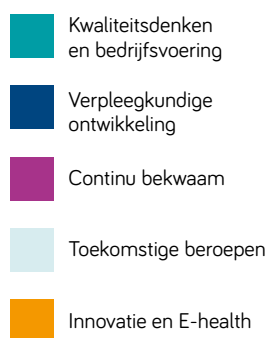 Kwaliteitsdenken
en bedrijfsvoering
Verpleegkundige
ontwikkeling
Continu bekwaam
Toekomstige beroepen
Innovatie en E-health